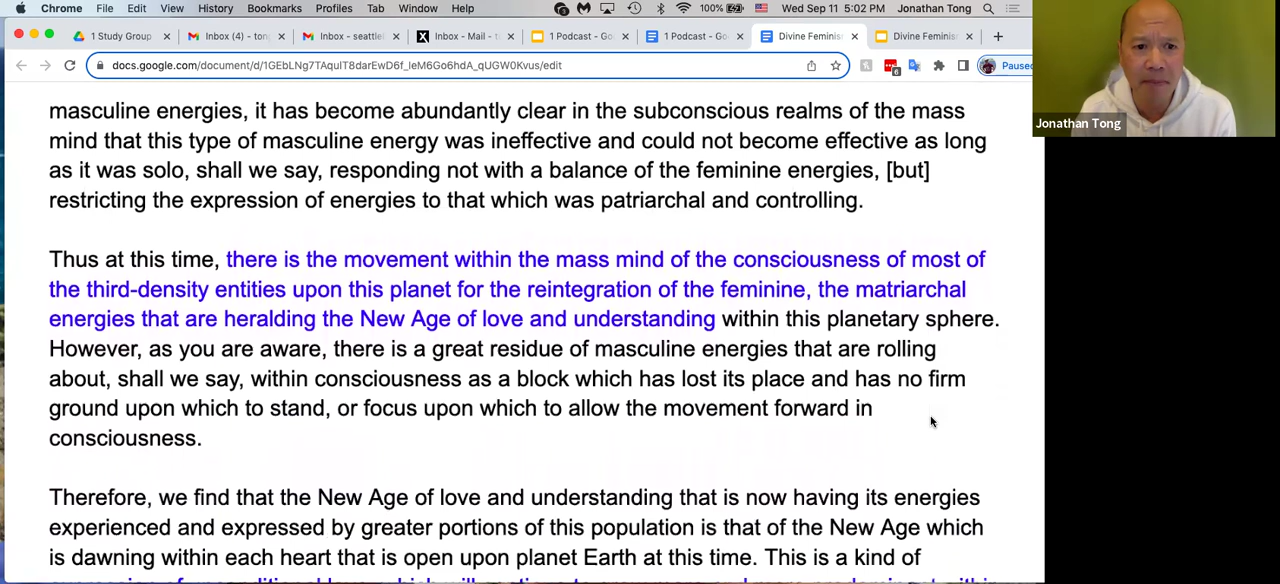 Chrome File Edit View History Bookmarks Profiles Tab Window Help 100% Wed Sep 11 5:02 PM Jonathan Tong
1 Study Group Inbox (4) - ton Inbox - seattlei X Inbox - Mail - t 1 Podcast - Go 1 Podcast - Go Divine Feminis Divine Feminis
docs.google.com/document/d/1GEbLNg7TAquIT8darEwD6f_IeM6Go6hdA_qUGW0Kvus/edit 6 Paused
masculine energies, it has become abundantly clear in the subconscious realms of the mass
mind that this type of masculine energy was ineffective and could not become effective as long
as it was solo, shall we say, responding not with a balance of the feminine energies, [but]
restricting the expression of energies to that which was patriarchal and controlling.
Thus at this time, there is the movement within the mass mind of the consciousness of most of
the third-density entities upon this planet for the reintegration of the feminine, the matriarchal
energies that are heralding the New Age of love and understanding within this planetary sphere.
However, as you are aware, there is a great residue of masculine energies that are rolling
about, shall we say, within consciousness as a block which has lost its place and has no firm
ground upon which to stand, or focus upon which to allow the movement forward in
consciousness.
Therefore, we find that the New Age of love and understanding that is now having its energies
experienced and expressed by greater portions of this population is that of the New Age which
is dawning within each heart that is open upon planet Earth at this time. This is a kind of
Jonathan Tong